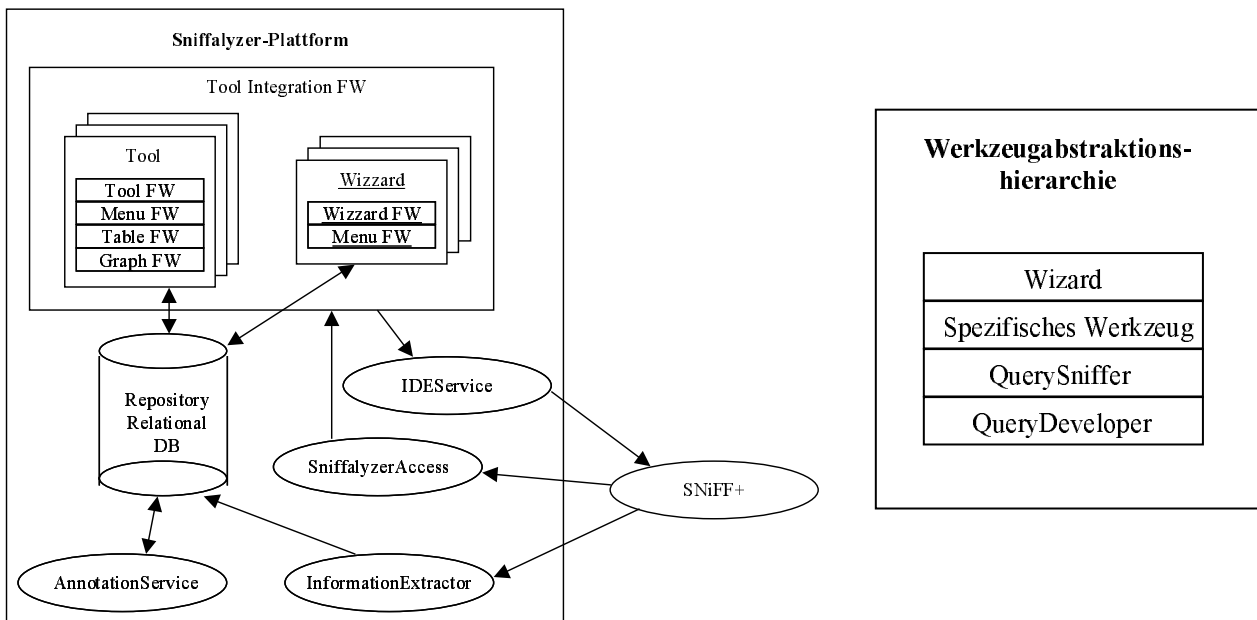 Sniffalyzer-Plattform
Tool Integration FW
Tool
Tool FW
Menu FW
Table FW
Graph FW
Wizzard
Wizzard FW
Menu FW
Repository
Relational
DB
IDEService
SniffalyzerAccess
SNiFF+
AnnotationService
InformationExtractor
Werkzeugabstraktions-
hierarchie
Wizard
Spezifisches Werkzeug
QuerySniffer
QueryDeveloper